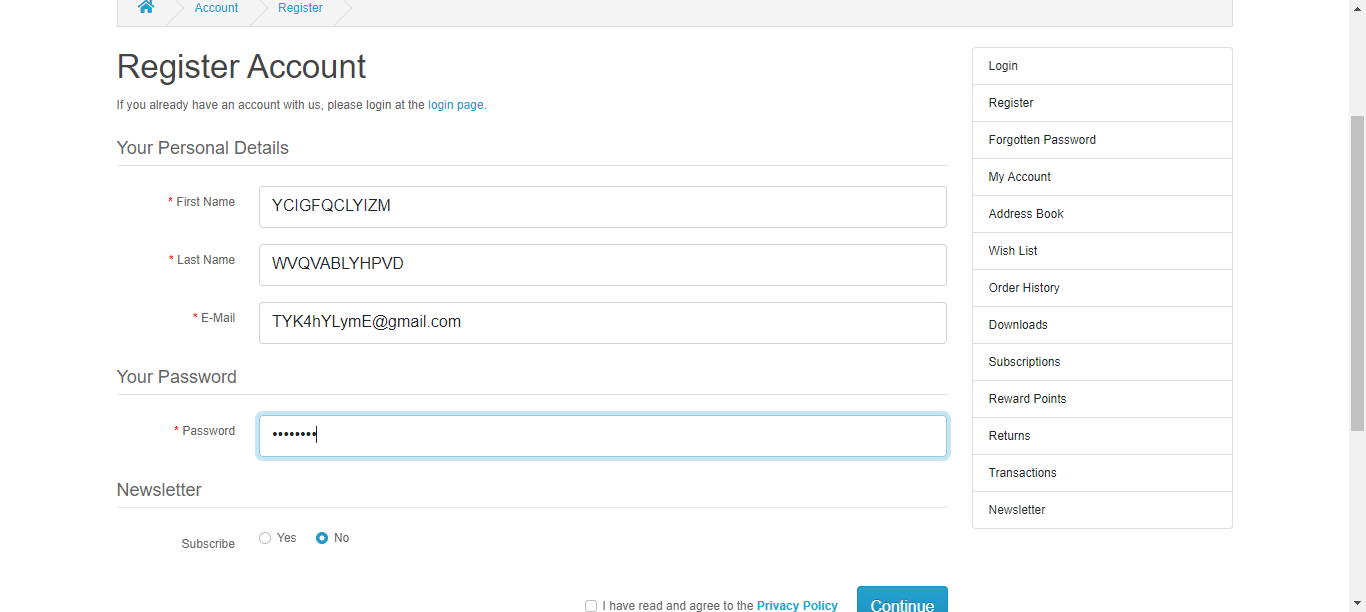 Account Register
Register Account
If you already have an account with us, please login at the login page.
Your Personal Details
* First Name YCIGFQCLYIZM
* Last Name WVQVABLYHPVD
* E-Mail TYK4hYLymE@gmail.com
Your Password
* Password ••••••••
Newsletter
Subscribe Yes No
I have read and agree to the Privacy Policy Continue
Login
Register
Forgotten Password
My Account
Address Book
Wish List
Order History
Downloads
Subscriptions
Reward Points
Returns
Transactions
Newsletter